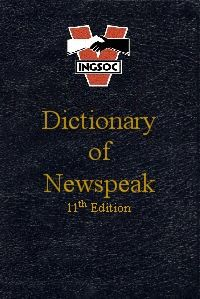 INGSOC
Dictionary
of
Newspeak
11th Edition